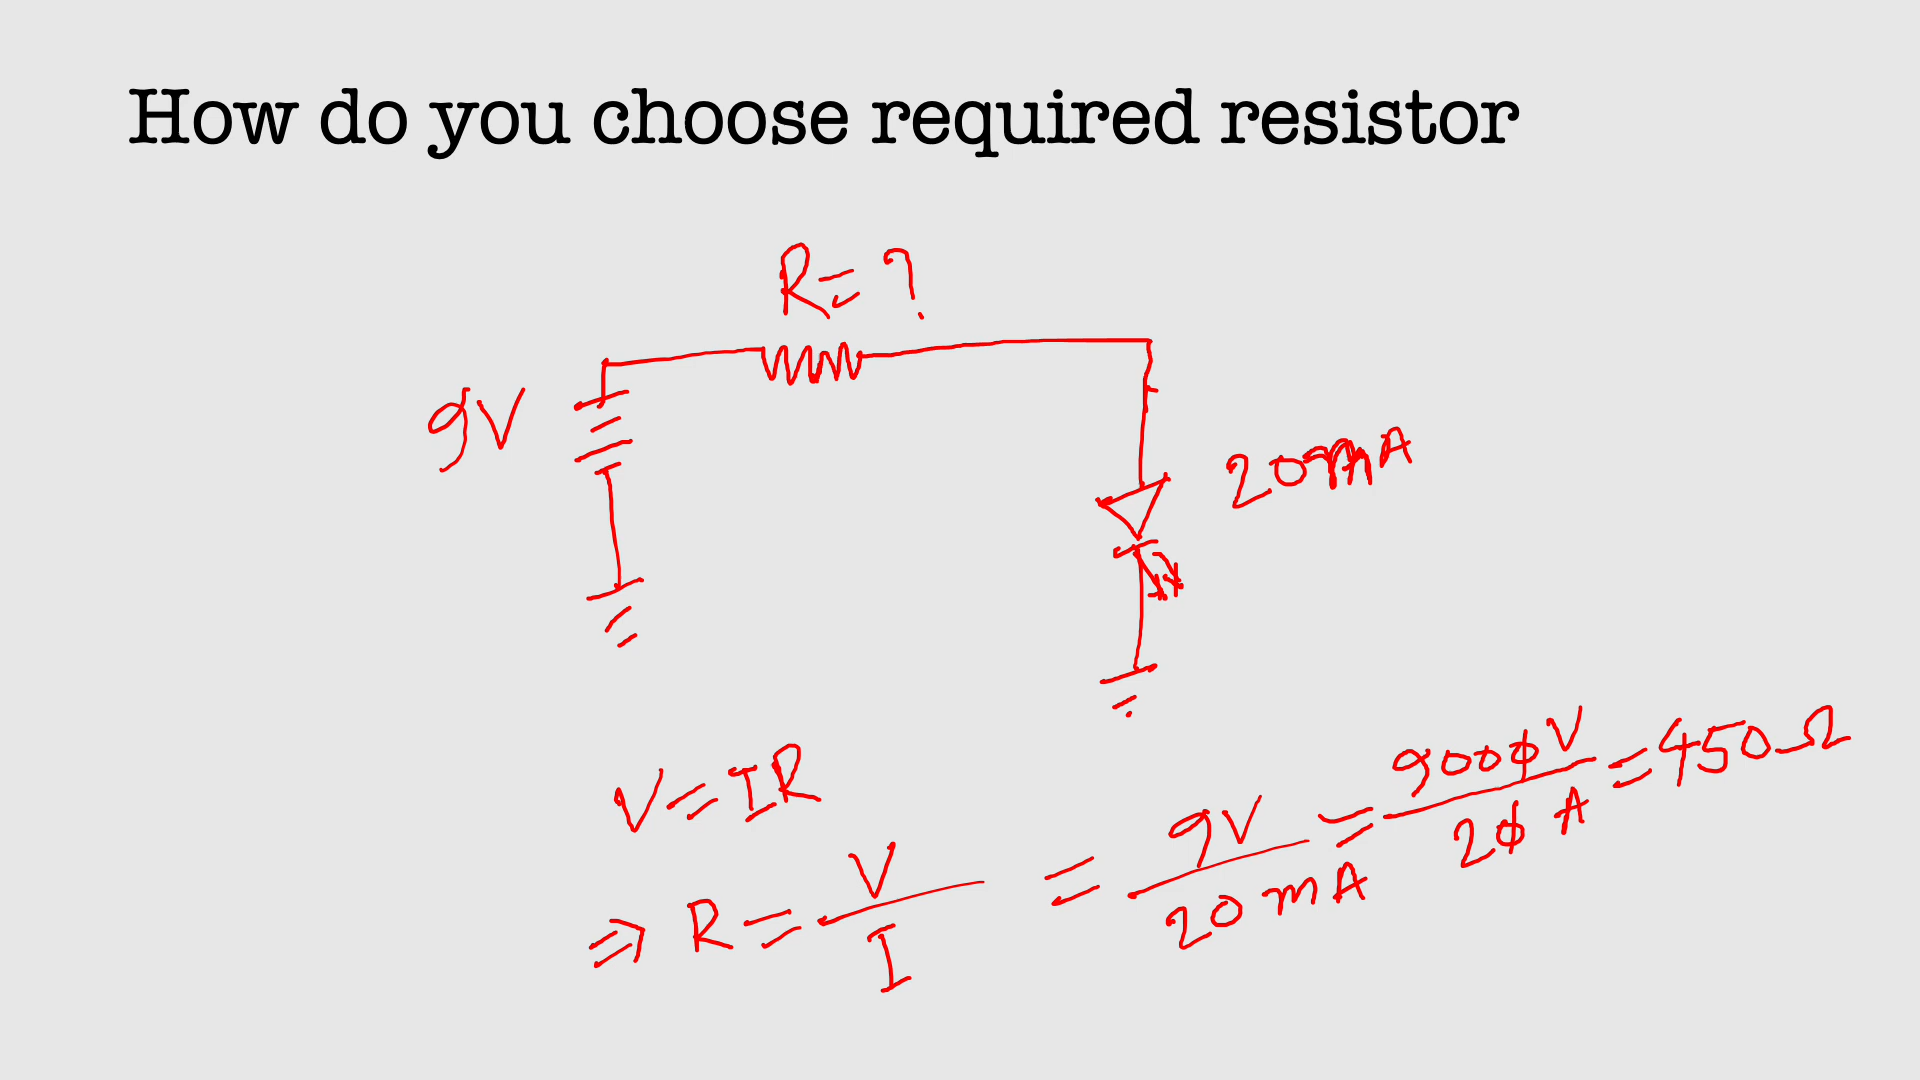 How do you choose required resistor
R=?
9V
20mA
V=IR
⇒ R = V/I = 9V/20mA = 9000V/20A = 450Ω